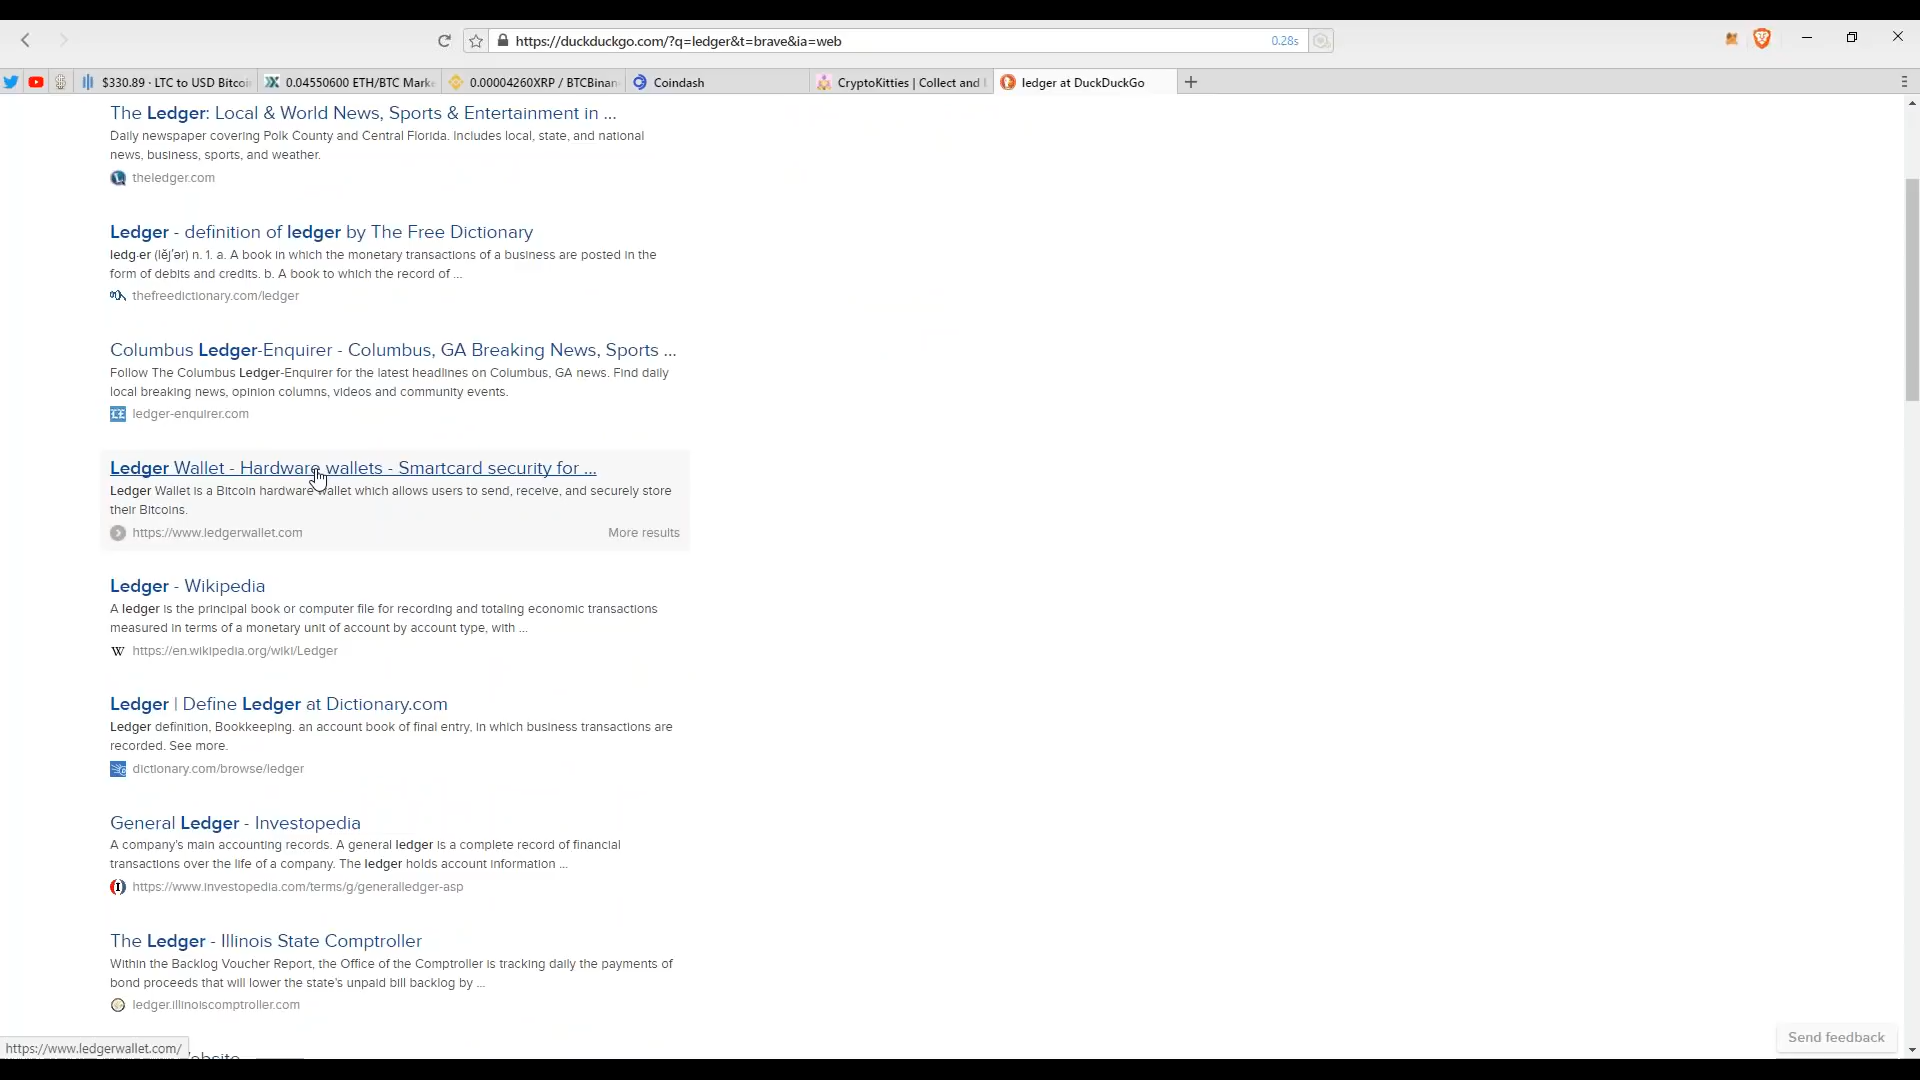 https://duckduckgo.com/?q=ledger&t=brave&ia=web 0.28s
$330.89 · LTC to USD Bitcoi 0.04550600 ETH/BTC Marke 0.00004260XRP / BTCBinan Coindash CryptoKitties | Collect and ledger at DuckDuckGo
The Ledger: Local & World News, Sports & Entertainment in ...
Daily newspaper covering Polk County and Central Florida. Includes local, state, and national
news, business, sports, and weather.
theledger.com
Ledger - definition of ledger by The Free Dictionary
ledg·er (lĕj′ər) n. 1. a. A book in which the monetary transactions of a business are posted in the
form of debits and credits. b. A book to which the record of ...
thefreedictionary.com/ledger
Columbus Ledger-Enquirer - Columbus, GA Breaking News, Sports ...
Follow The Columbus Ledger-Enquirer for the latest headlines on Columbus, GA news. Find daily
local breaking news, opinion columns, videos and community events.
ledger-enquirer.com
Ledger Wallet - Hardware wallets - Smartcard security for ...
Ledger Wallet is a Bitcoin hardware wallet which allows users to send, receive, and securely store
their Bitcoins.
https://www.ledgerwallet.com More results
Ledger - Wikipedia
A ledger is the principal book or computer file for recording and totaling economic transactions
measured in terms of a monetary unit of account by account type, with ...
https://en.wikipedia.org/wiki/Ledger
Ledger | Define Ledger at Dictionary.com
Ledger definition, Bookkeeping. an account book of final entry, in which business transactions are
recorded. See more.
dictionary.com/browse/ledger
General Ledger - Investopedia
A company's main accounting records. A general ledger is a complete record of financial
transactions over the life of a company. The ledger holds account information ...
https://www.investopedia.com/terms/g/generalledger-asp
The Ledger - Illinois State Comptroller
Within the Backlog Voucher Report, the Office of the Comptroller is tracking daily the payments of
bond proceeds that will lower the state's unpaid bill backlog by ...
ledger.illinoiscomptroller.com
Send feedback
https://www.ledgerwallet.com/